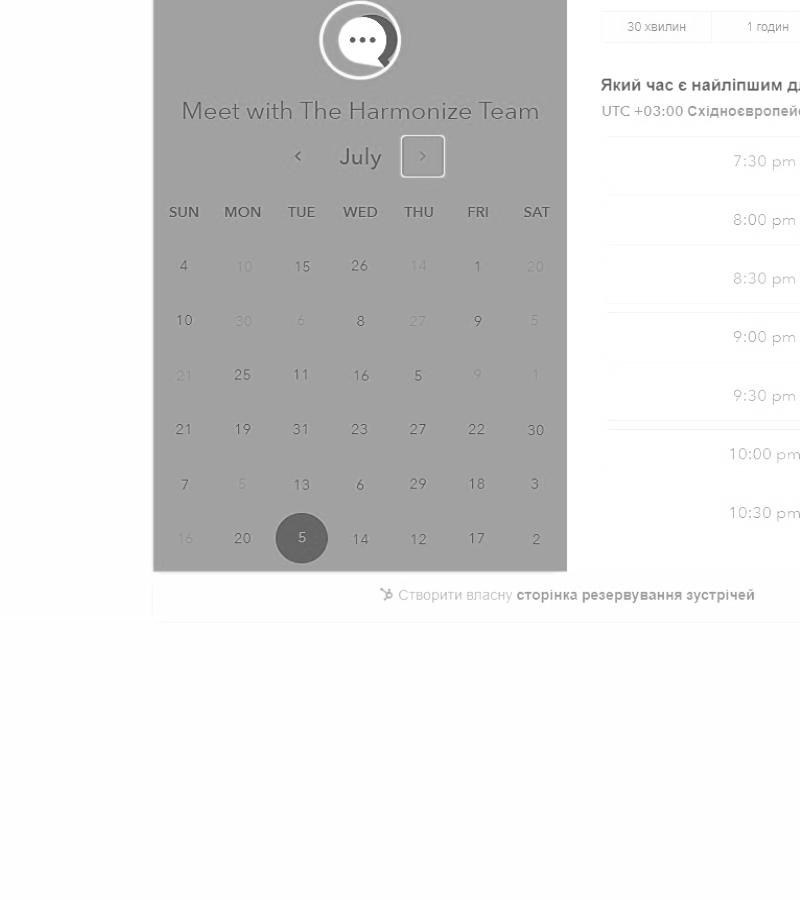 30 хвилин 1 годин
Який час є найліпшим
UTC +03:00
Meet with The Harmonize Team
July
SUN MON TUE WED THU FRI SAT
4 10 15 26 14 1 20
10 30 6 8 27 9 5
21 25 11 16 5 9 1
21 19 31 23 27 22 30
7 5 13 6 29 18 3
16 20 5 14 12 17 2
7:30 pm
8:00 pm
8:30 pm
9:00 pm
9:30 pm
10:00 pm
10:30 pm
Створити власну сторінка резервування зустрічей